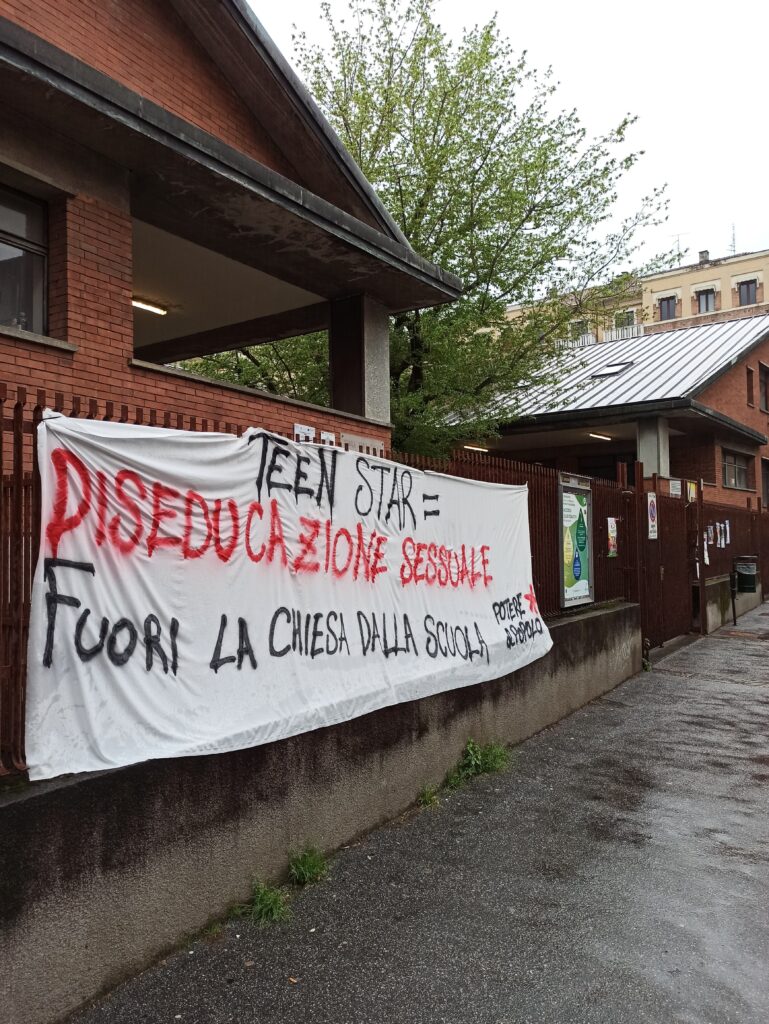 TEEN STAR =
DISEDUCAZIONE SESSUALE
FUORI LA CHIESA DALLA SCUOLA
POTERE
AL POPOLO